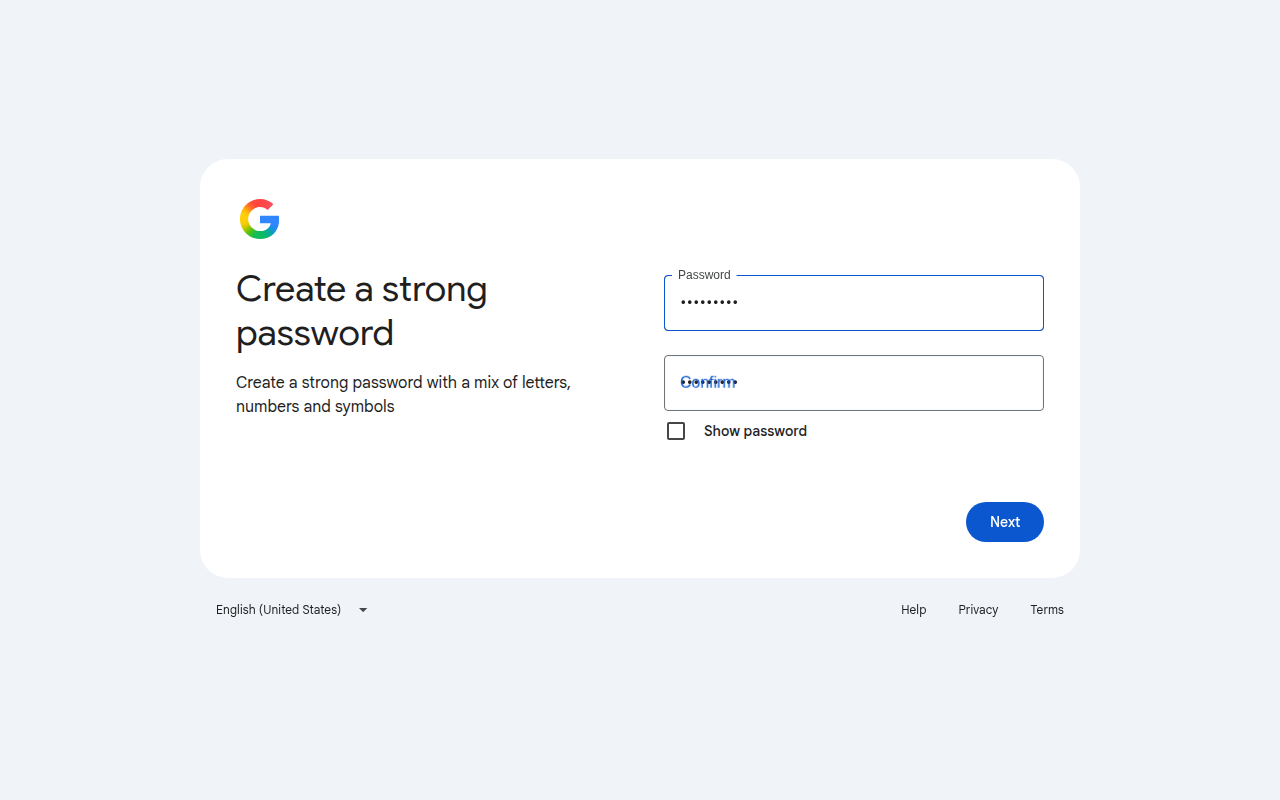 Create a strong
password
Create a strong password with a mix of letters,
numbers and symbols
Password
•••••••••
Confirm
•••••••••
Show password
Next
English (United States)
Help
Privacy
Terms